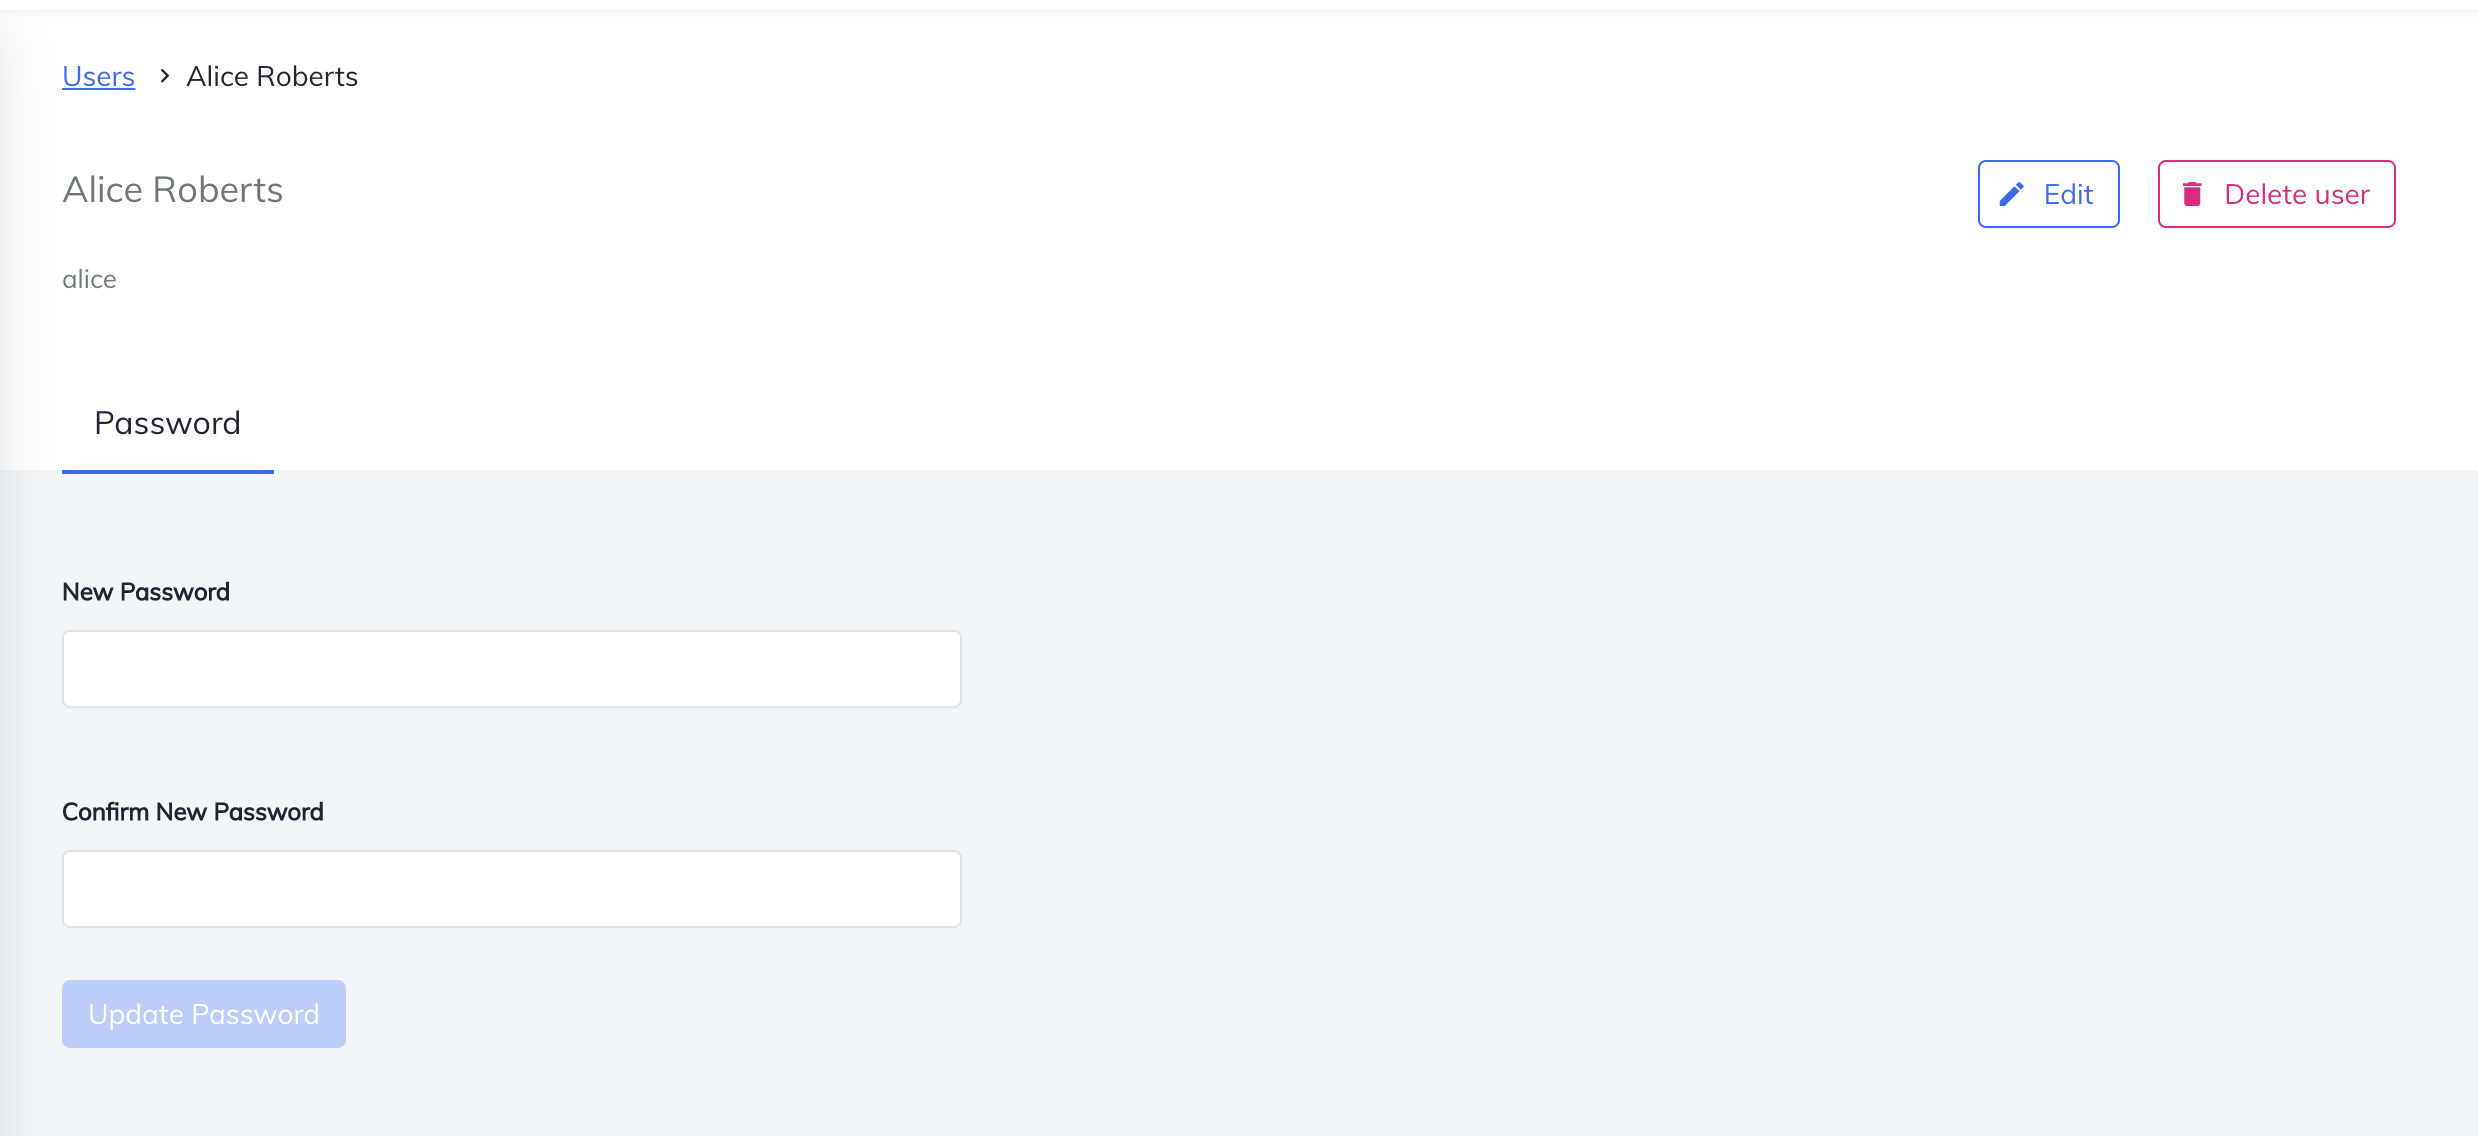 Users > Alice Roberts
Alice Roberts
Edit
Delete user
alice
Password
New Password
Confirm New Password
Update Password